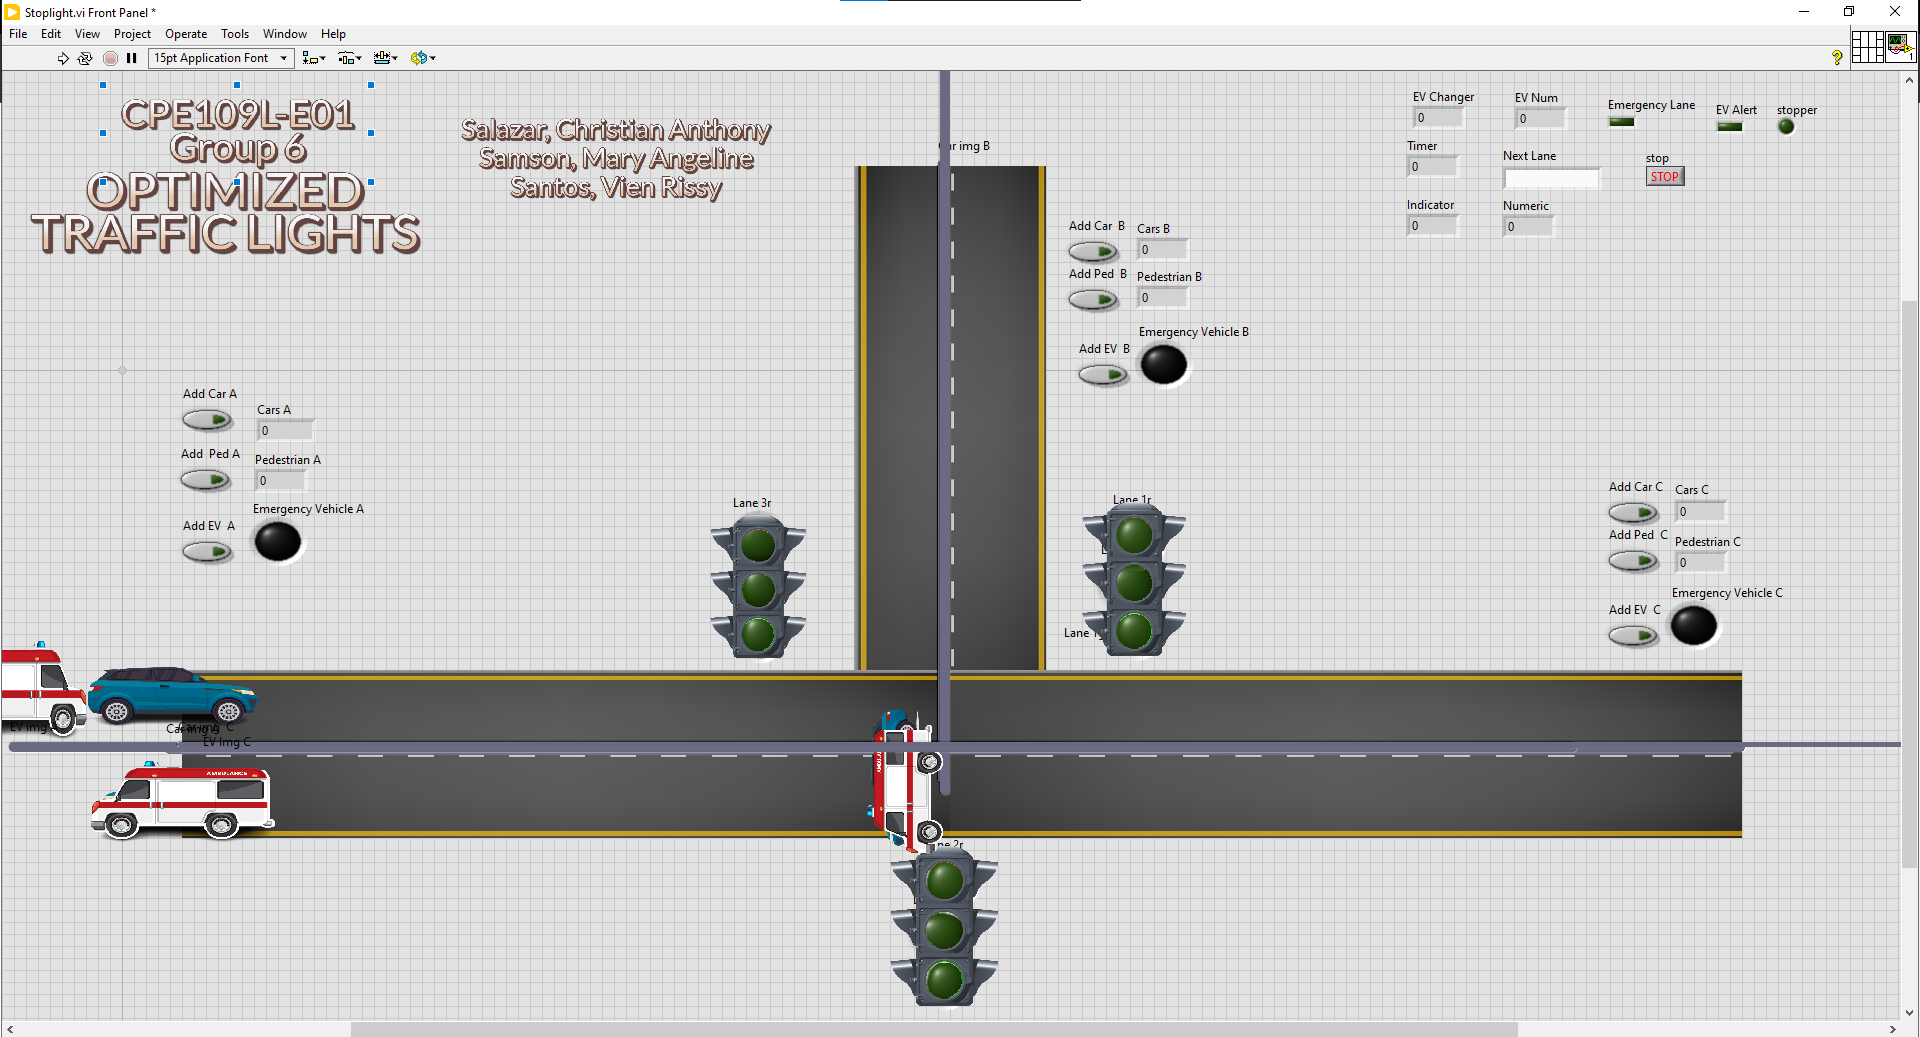 Stoplight.vi Front Panel *
File Edit View Project Operate Tools Window Help
15pt Application Font
CPE109L-E01
Group 6
OPTIMIZED
TRAFFIC LIGHTS
Salazar, Christian Anthony
Samson, Mary Angeline
Santos, Vien Rissy
EV Changer
0
EV Num
0
Emergency Lane
EV Alert
stopper
Timer
0
Next Lane
stop
STOP
Indicator
0
Numeric
0
img B
Add Car B
Cars B
0
Add Ped B
Pedestrian B
0
Emergency Vehicle B
Add EV B
Add Car A
Cars A
0
Add Ped A
Pedestrian A
0
Emergency Vehicle A
Add EV A
Lane 3r
Lane 1r
Lane
Add Car C
Cars C
0
Add Ped C
Pedestrian C
0
Emergency Vehicle C
Add EV C
EV img
Car img
C
EV Img C
AMBULANCE
2r
1